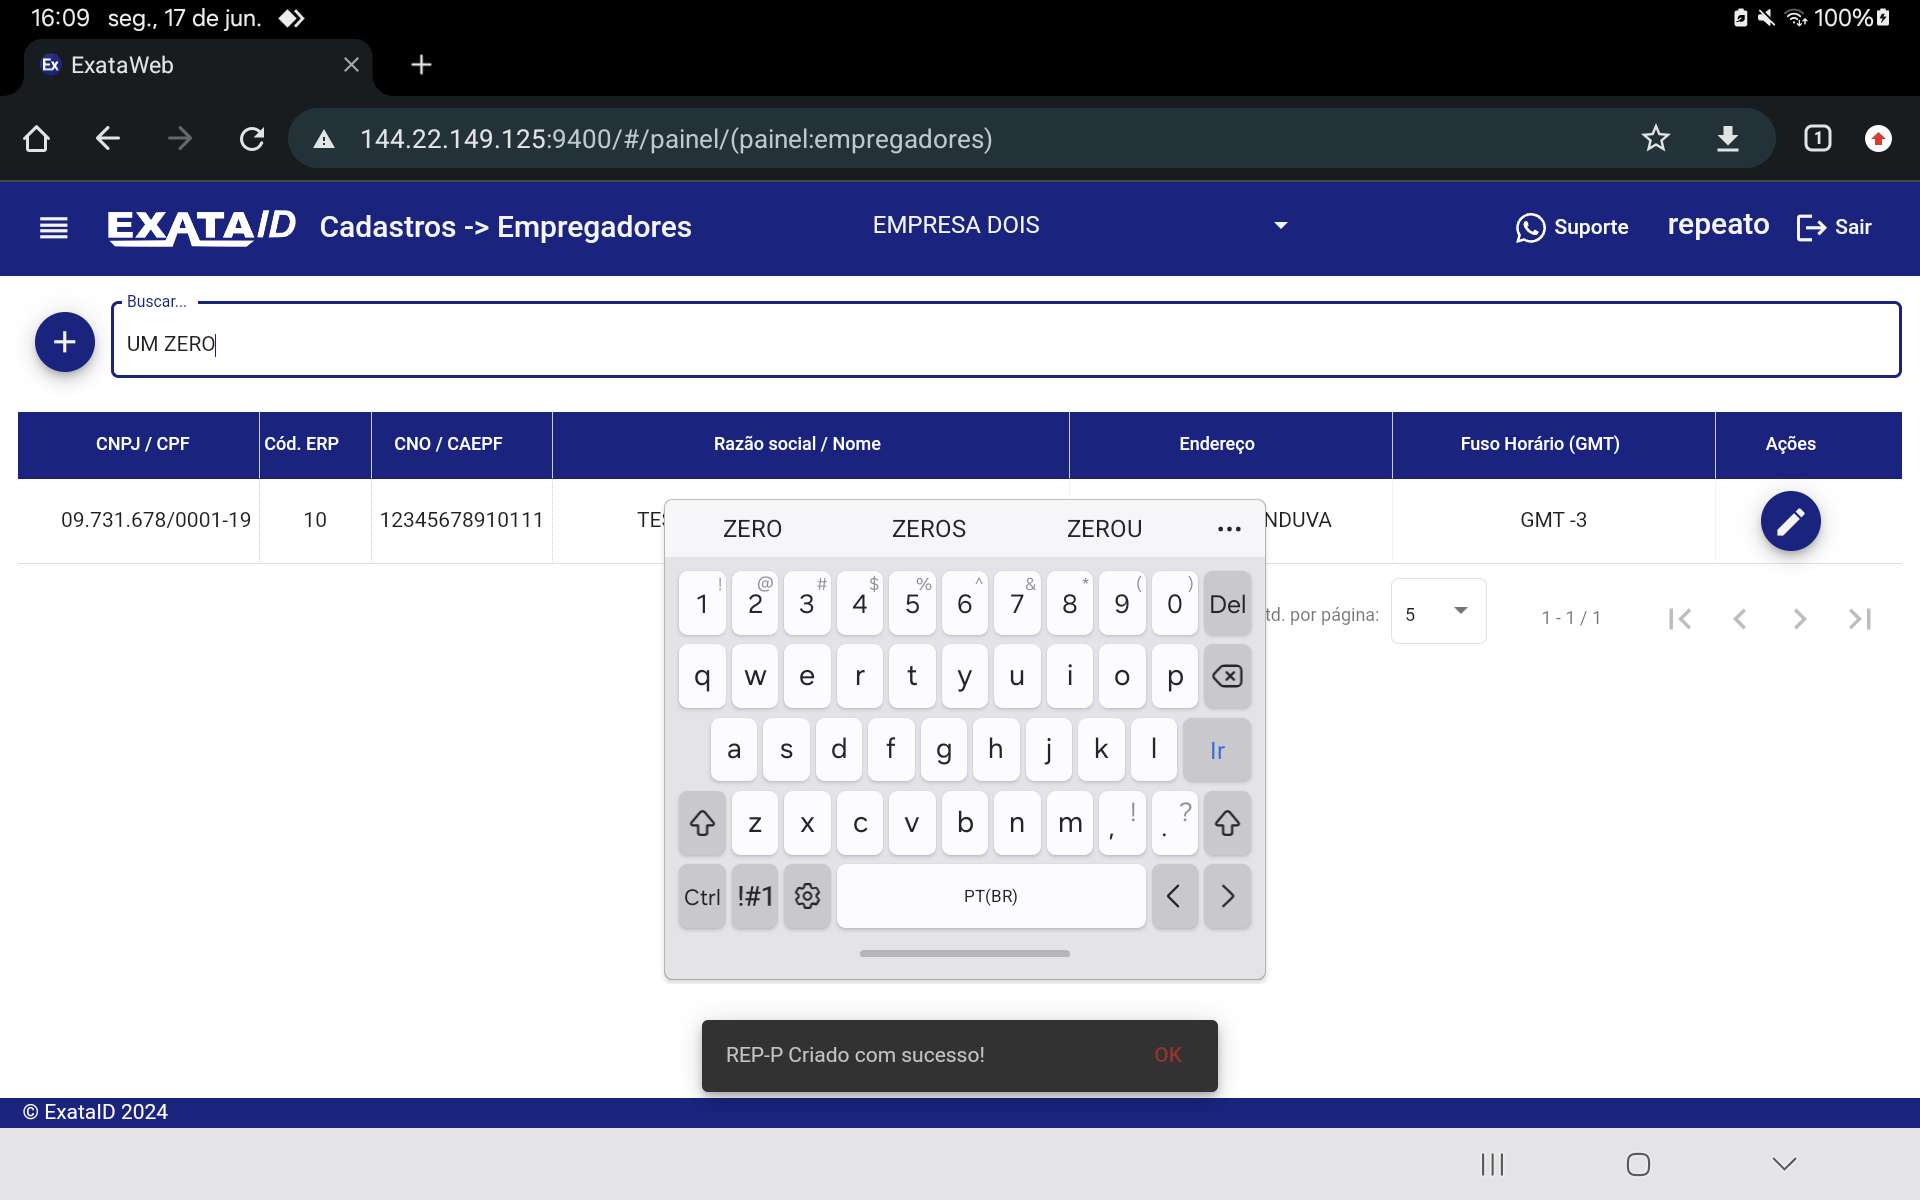 16:09 seg., 17 de jun. 100%
Ex ExataWeb
144.22.149.125:9400/#/painel/(painel:empregadores) 1
EXATAID Cadastros -> Empregadores EMPRESA DOIS Suporte repeato Sair
Buscar...
UM ZERO
CNPJ / CPF Cód. ERP CNO / CAEPF Razão social / Nome Endereço Fuso Horário (GMT) Ações
09.731.678/0001-19 10 12345678910111 TES NDUVA GMT -3
td. por página: 5 1 - 1 / 1
ZERO ZEROS ZEROU ...
! @ # $ % ^ & * ( )
1 2 3 4 5 6 7 8 9 0 Del
q w e r t y u i o p
a s d f g h j k l Ir
z x c v b n m , ! . ?
Ctrl !#1 PT(BR) < >
REP-P Criado com sucesso! OK
© ExataID 2024